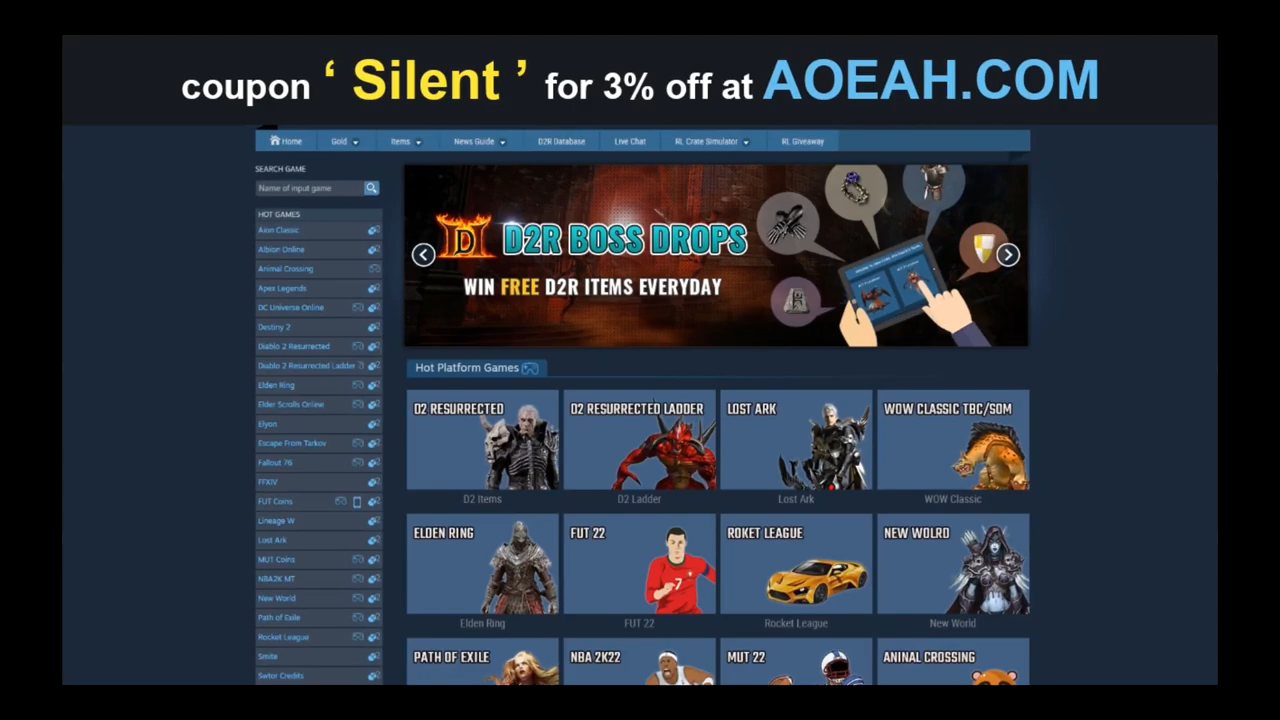 coupon ‘ Silent ’ for 3% off at AOEAH.COM
Home Gold Items News Guide D2R Database Live Chat RL Crate Simulator RL Giveaway
SEARCH GAME
Name of input game
HOT GAMES
Aion Classic
Albion Online
Animal Crossing
Apex Legends
DC Universe Online
Destiny 2
Diablo 2 Resurrected
Diablo 2 Resurrected Ladder
Elden Ring
Elder Scrolls Online
Elyon
Escape From Tarkov
Fallout 76
FFXIV
FUT Coins
Lineage W
Lost Ark
MUT Coins
NBA2K MT
New World
Path of Exile
Rocket League
Smite
Swtor Credits
D2R BOSS DROPS
WIN FREE D2R ITEMS EVERYDAY
Hot Platform Games
D2 RESURRECTED D2 RESURRECTED LADDER LOST ARK WOW CLASSIC TBC/SOM
D2 Items D2 Ladder Lost Ark WOW Classic
ELDEN RING FUT 22 ROKET LEAGUE NEW WOLRD
7
Elden Ring FUT 22 Rocket League New World
PATH OF EXILE NBA 2K22 MUT 22 ANINAL CROSSING